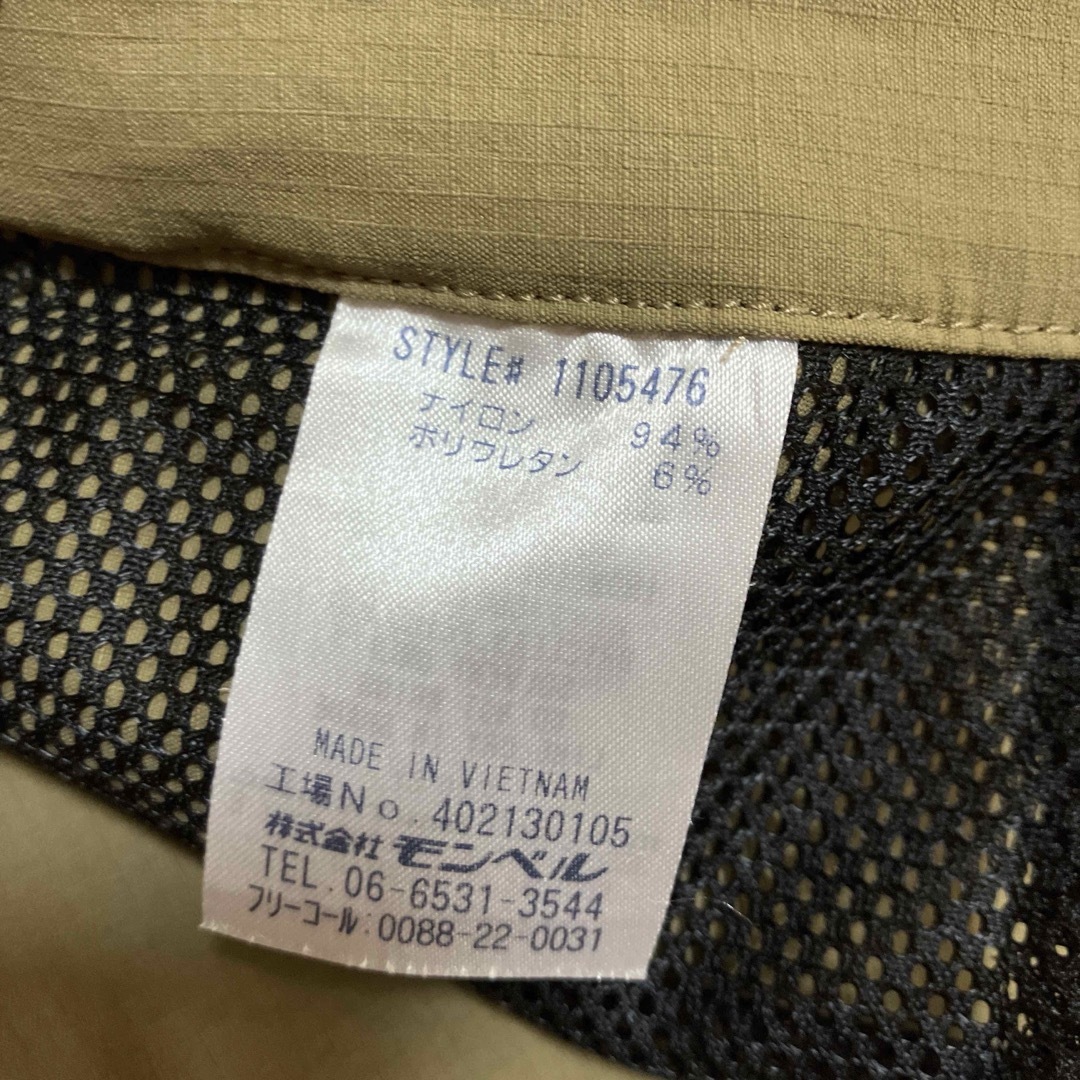 STYLE# 1105476
ナイロン 94%
ポリウレタン 6%
MADE IN VIETNAM
工場No.402130105
株式会社 モンベル
TEL.06-6531-3544
フリーコール:0088-22-0031